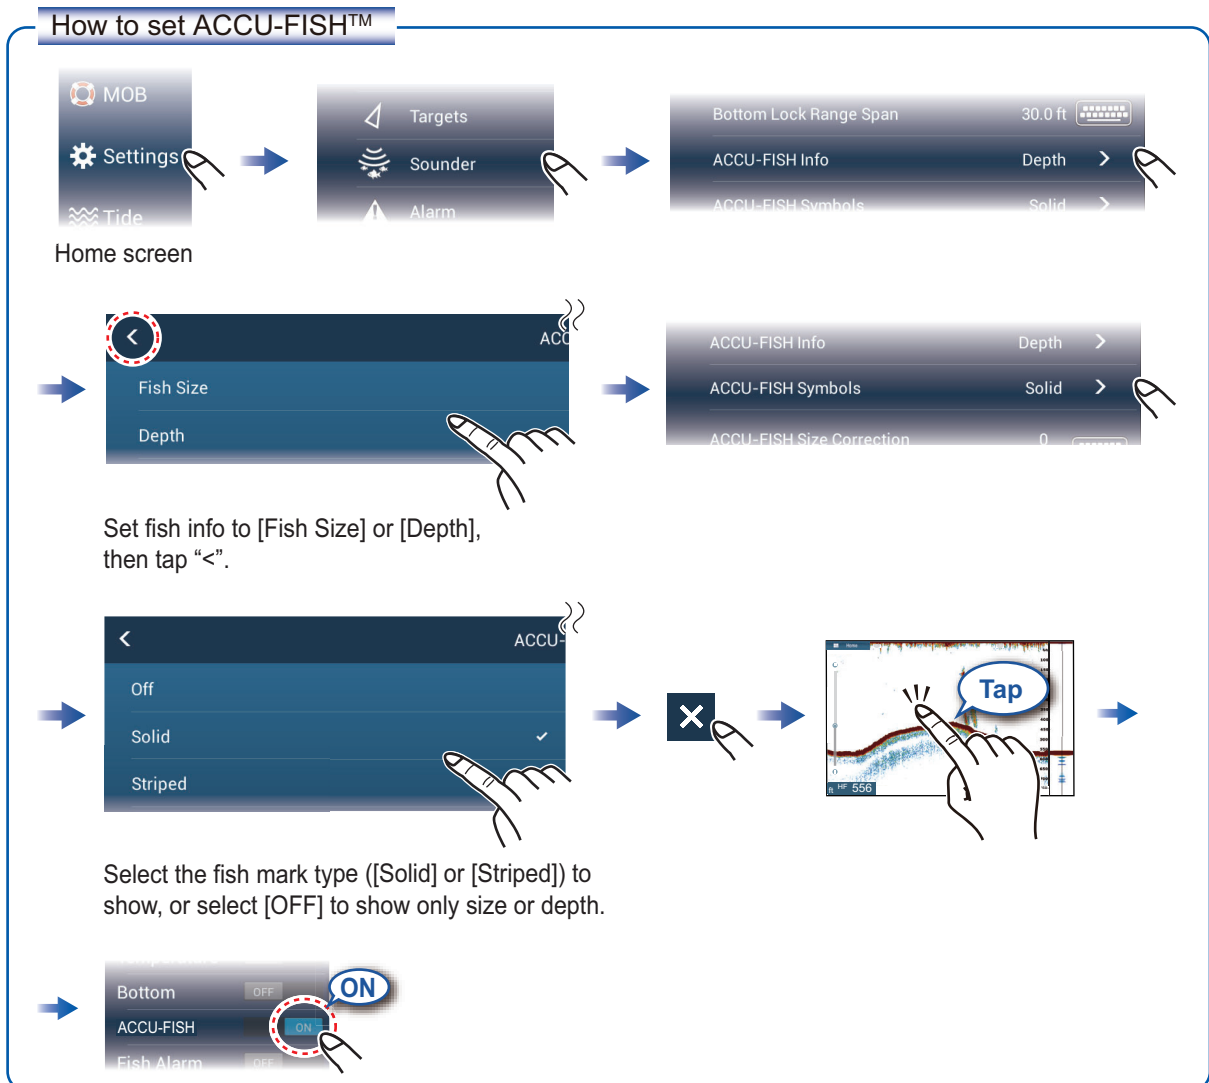 How to set ACCU-FISH™
MOB
Settings
Tide
Home screen
Targets
Sounder
Alarm
Bottom Lock Range Span 30.0 ft
ACCU-FISH Info Depth >
ACCU-FISH Symbols Solid >
<
Fish Size
Depth
Set fish info to [Fish Size] or [Depth],
then tap “<”.
ACCU-FISH Info Depth >
ACCU-FISH Symbols Solid >
ACCU-FISH Size Correction 0
< ACCU-
Off
Solid ✓
Striped
Select the fish mark type ([Solid] or [Striped]) to
show, or select [OFF] to show only size or depth.
Home
Tap
ft HF 556
Temperature
Bottom OFF
ACCU-FISH ON
Fish Alarm OFF
ON